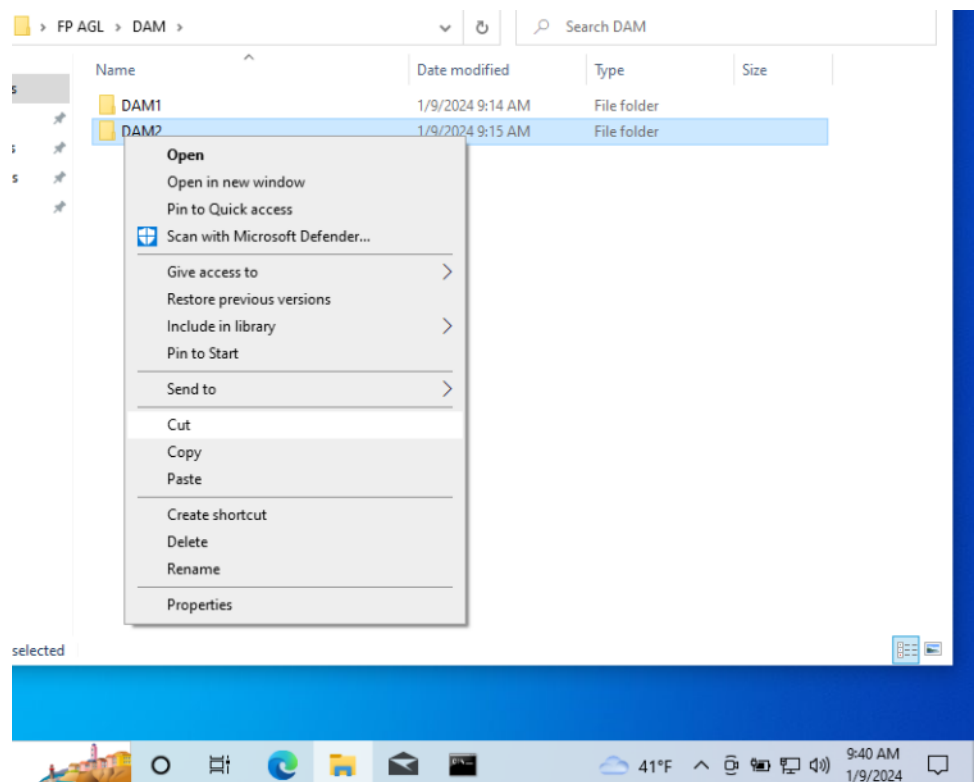 FP AGL > DAM >
Search DAM
Name Date modified Type Size
s
DAM1 1/9/2024 9:14 AM File folder
DAM2 1/9/2024 9:15 AM File folder
s
s
Open
Open in new window
Pin to Quick access
Scan with Microsoft Defender...
Give access to
Restore previous versions
Include in library
Pin to Start
Send to
Cut
Copy
Paste
Create shortcut
Delete
Rename
Properties
selected
41°F
9:40 AM
1/9/2024